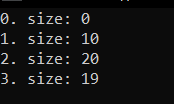 0. size: 0
1. size: 10
2. size: 20
3. size: 19